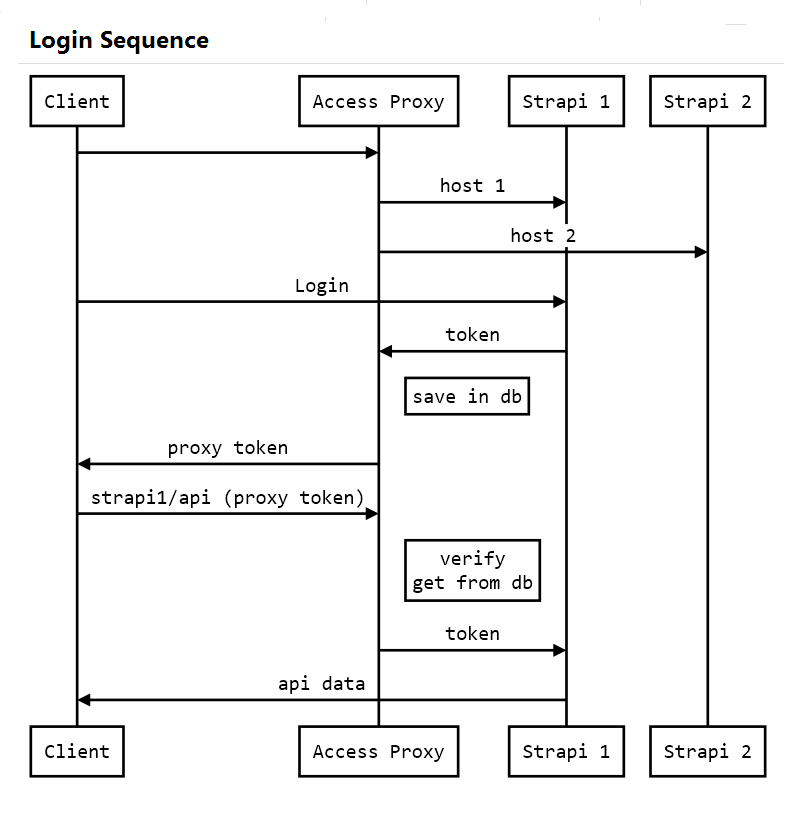 Login Sequence
Client
Access Proxy
Strapi 1
Strapi 2
host 1
host 2
Login
token
save in db
proxy token
strapi1/api (proxy token)
verify
get from db
token
api data
Client
Access Proxy
Strapi 1
Strapi 2